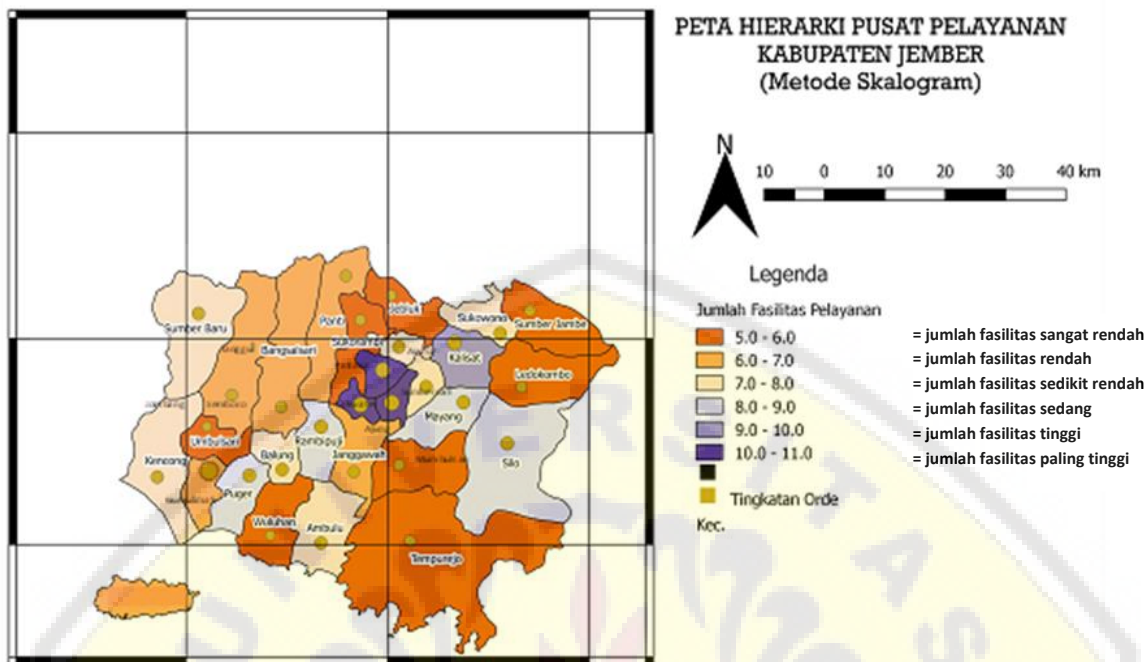 PETA HIERARKI PUSAT PELAYANAN
KABUPATEN JEMBER
(Metode Skalogram)
N
10 0 10 20 30 40 km
Legenda
Jumlah Fasilitas Pelayanan
5.0 - 6.0 = jumlah fasilitas sangat rendah
6.0 - 7.0 = jumlah fasilitas rendah
7.0 - 8.0 = jumlah fasilitas sedikit rendah
8.0 - 9.0 = jumlah fasilitas sedang
9.0 - 10.0 = jumlah fasilitas tinggi
10.0 - 11.0 = jumlah fasilitas paling tinggi
Tingkatan Orde
Kec.
Sumber Baru
Panti
Jelbuk
Sukowono
Sumber Jambe
Bangsalsari
Sukorambi
Kalisat
Ledokombo
Mayang
Umbulsari
Rambipuji
Kencong
Balung
Janggawah
Silo
Puger
Wuluhan
Ambulu
Tempurejo
ERSITAS